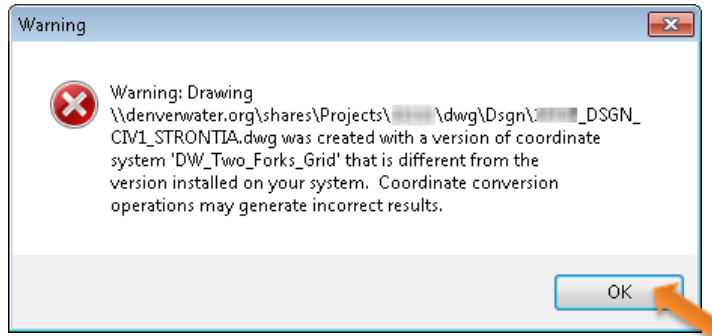 Warning
Warning: Drawing
\\denverwater.org\shares\Projects\ \dwg\Dsgn\ _DSGN_
CIV1_STRONTIA.dwg was created with a version of coordinate
system 'DW_Two_Forks_Grid' that is different from the
version installed on your system.  Coordinate conversion
operations may generate incorrect results.
OK